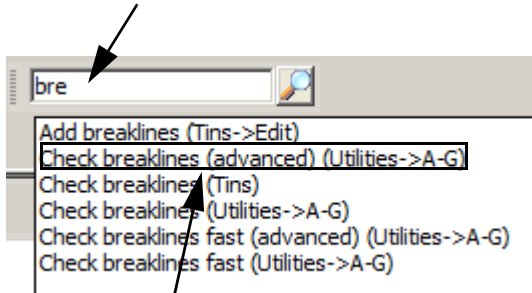 bre
Add breaklines (Tins->Edit)
Check breaklines (advanced) (Utilities->A-G)
Check breaklines (Tins)
Check breaklines (Utilities->A-G)
Check breaklines fast (advanced) (Utilities->A-G)
Check breaklines fast (Utilities->A-G)